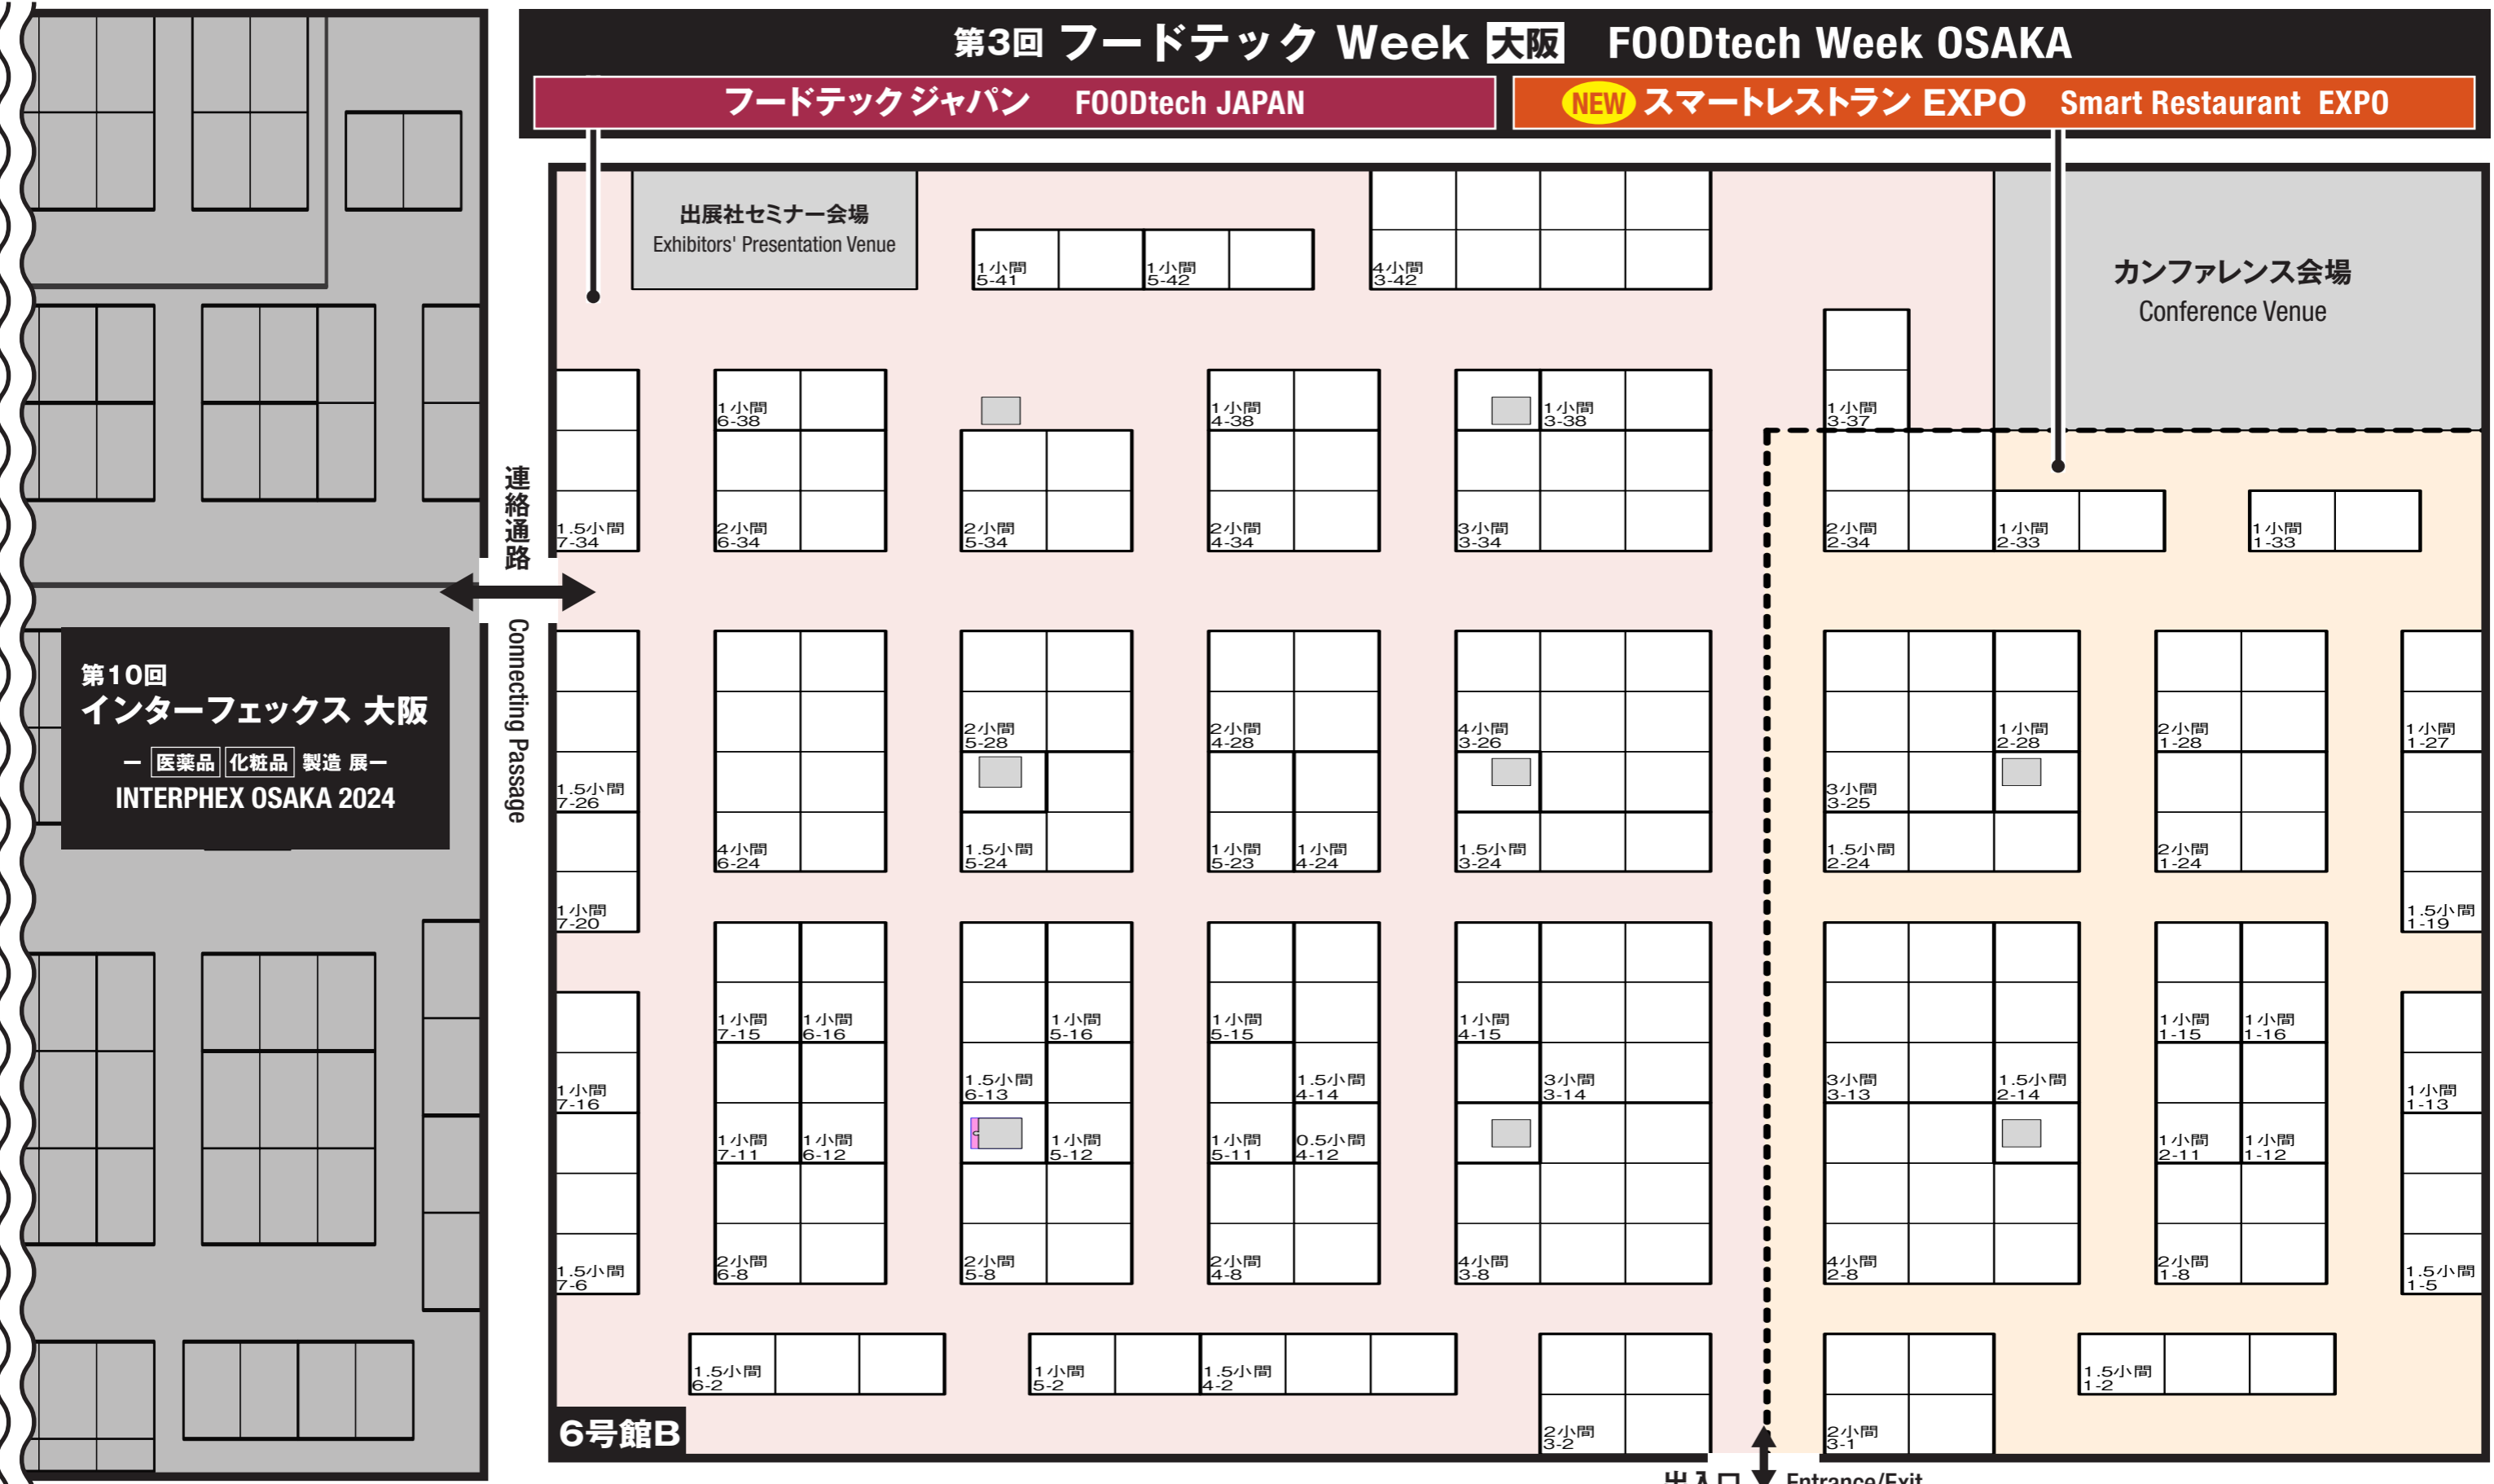 第3回 フードテック Week 大阪 FOODtech Week OSAKA
フードテック ジャパン FOODtech JAPAN
NEW スマートレストラン EXPO Smart Restaurant EXPO
出展社セミナー会場
Exhibitors' Presentation Venue
1小間
5-41
1小間
5-42
4小間
3-42
カンファレンス会場
Conference Venue
1小間
6-38
1小間
4-38
1小間
3-38
1小間
3-37
連絡通路
Connecting Passage
1.5小間
7-34
2小間
6-34
2小間
5-34
2小間
4-34
3小間
3-34
2小間
2-34
1小間
2-33
1小間
1-33
第10回
インターフェックス 大阪
ー 医薬品 化粧品 製造 展ー
INTERPHEX OSAKA 2024
2小間
5-28
2小間
4-28
4小間
3-26
1小間
2-28
2小間
1-28
1小間
1-27
1.5小間
7-26
3小間
3-25
4小間
6-24
1.5小間
5-24
1小間
5-23
1小間
4-24
1.5小間
3-24
1.5小間
2-24
2小間
1-24
1小間
7-20
1.5小間
1-19
1小間
7-15
1小間
6-16
1小間
5-16
1小間
5-15
1小間
4-15
1小間
1-15
1小間
1-16
1小間
7-16
1.5小間
6-13
1.5小間
4-14
3小間
3-14
3小間
3-13
1.5小間
2-14
1小間
1-13
1小間
7-11
1小間
6-12
1小間
5-12
1小間
5-11
0.5小間
4-12
1小間
2-11
1小間
1-12
1.5小間
7-6
2小間
6-8
2小間
5-8
2小間
4-8
4小間
3-8
4小間
2-8
2小間
1-8
1.5小間
1-5
1.5小間
6-2
1小間
5-2
1.5小間
4-2
1.5小間
1-2
2小間
3-2
2小間
3-1
6号館B
出入口 Entrance/Exit